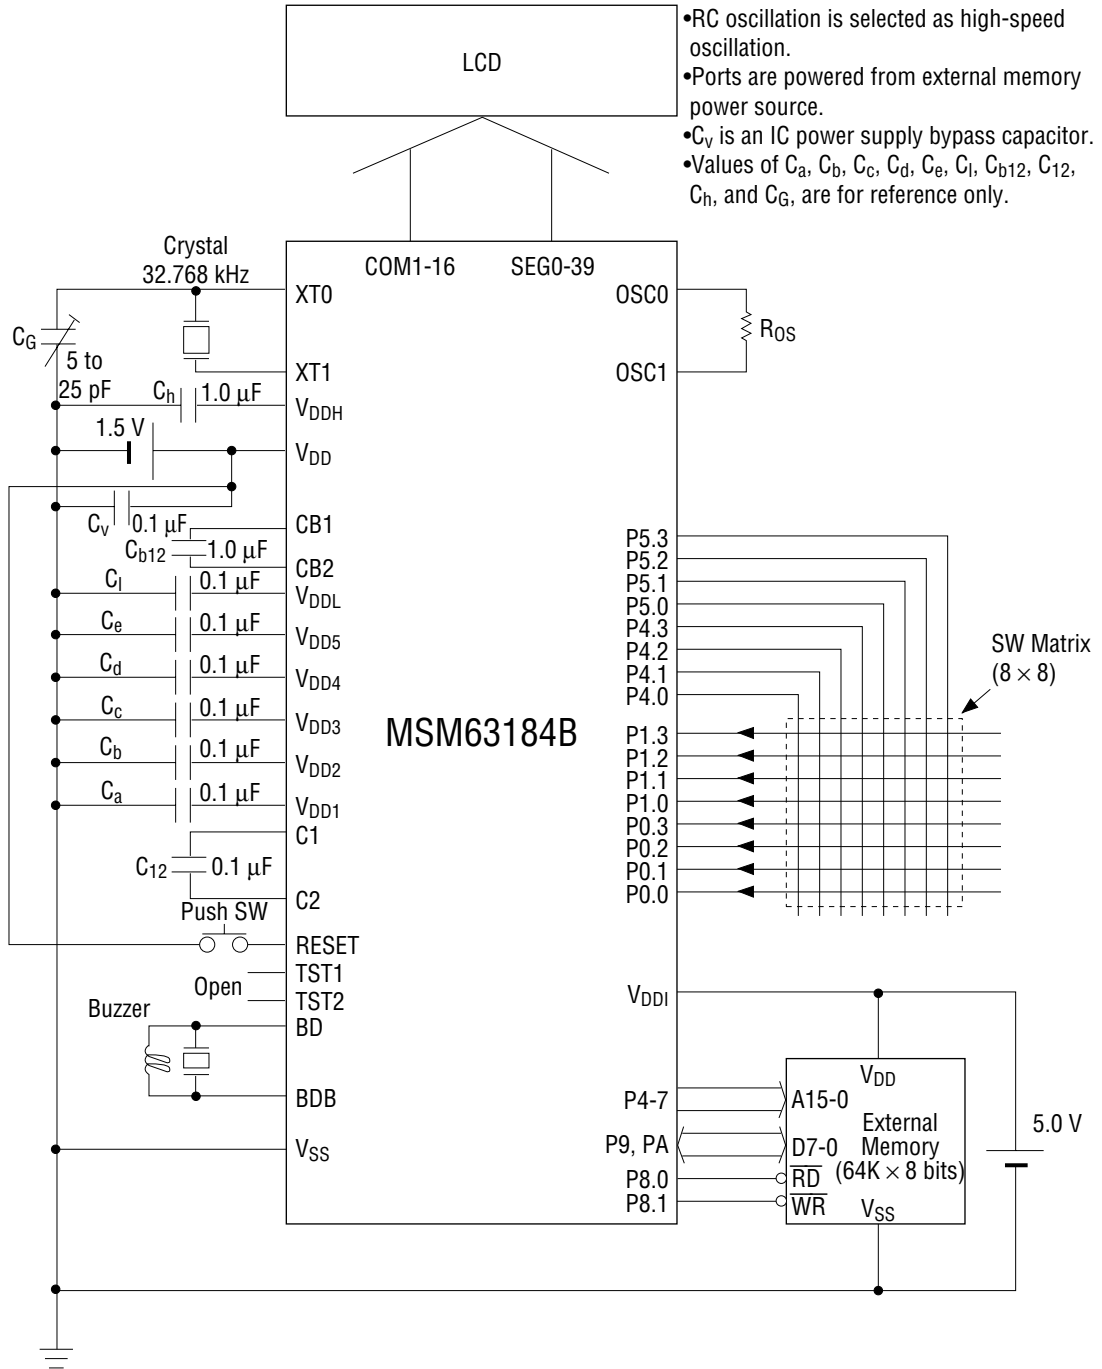 •RC oscillation is selected as high-speed
oscillation.
•Ports are powered from external memory
power source.
•Cv is an IC power supply bypass capacitor.
•Values of Ca, Cb, Cc, Cd, Ce, Cl, Cb12, C12,
Ch, and CG, are for reference only.
LCD
COM1-16
SEG0-39
Crystal
32.768 kHz
XT0
CG
5 to
25 pF
XT1
Ch
1.0 μF
VDDH
1.5 V
VDD
Cv
0.1 μF
CB1
Cb12
1.0 μF
CB2
Cl
0.1 μF
VDDL
Ce
0.1 μF
VDD5
Cd
0.1 μF
VDD4
Cc
0.1 μF
VDD3
Cb
0.1 μF
VDD2
Ca
0.1 μF
VDD1
C1
C12
0.1 μF
C2
Push SW
RESET
TST1
Open
TST2
Buzzer
BD
BDB
VSS
MSM63184B
OSC0
ROS
OSC1
P5.3
P5.2
P5.1
P5.0
P4.3
P4.2
P4.1
P4.0
SW Matrix
(8 × 8)
P1.3
P1.2
P1.1
P1.0
P0.3
P0.2
P0.1
P0.0
VDDI
VDD
P4-7
A15-0
External
Memory
(64K × 8 bits)
P9, PA
D7-0
P8.0
RD
P8.1
WR
VSS
5.0 V